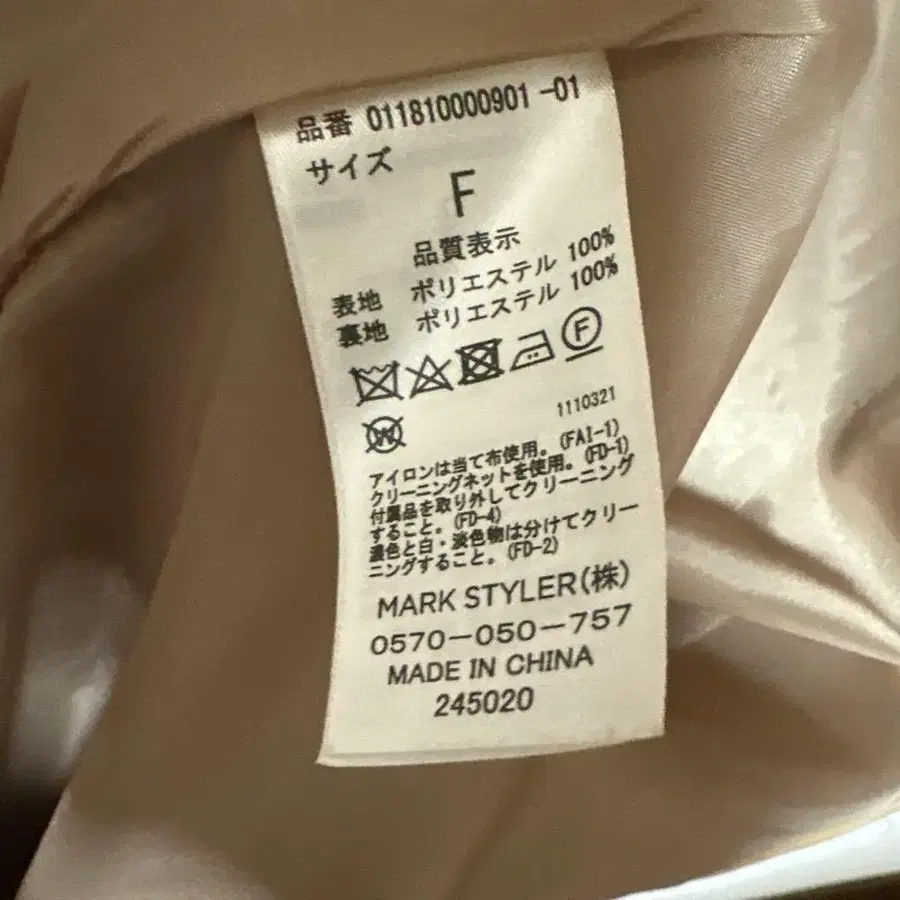 品番 011810000901 -01
サイズ
F
品質表示
表地 ポリエステル 100%
裏地 ポリエステル 100%
F
1110321
W
アイロンは当て布使用。(FAI-1)
クリーニングネットを使用。(FD-1)
付属品を取り外してクリーニング
すること。(FD-4)
濃色と白・淡色物は分けてクリー
ニングすること。(FD-2)
MARK STYLER(株)
0570-050-757
MADE IN CHINA
245020